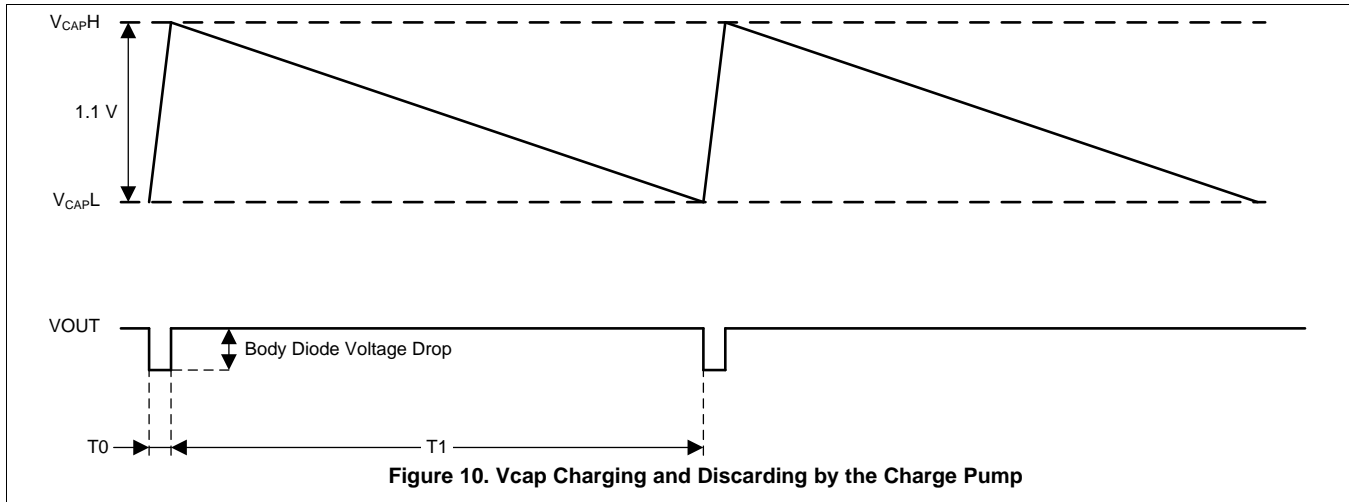 VCAPH
1.1 V
VCAPL
VOUT
Body Diode Voltage Drop
T0
T1
Figure 10. Vcap Charging and Discarding by the Charge Pump